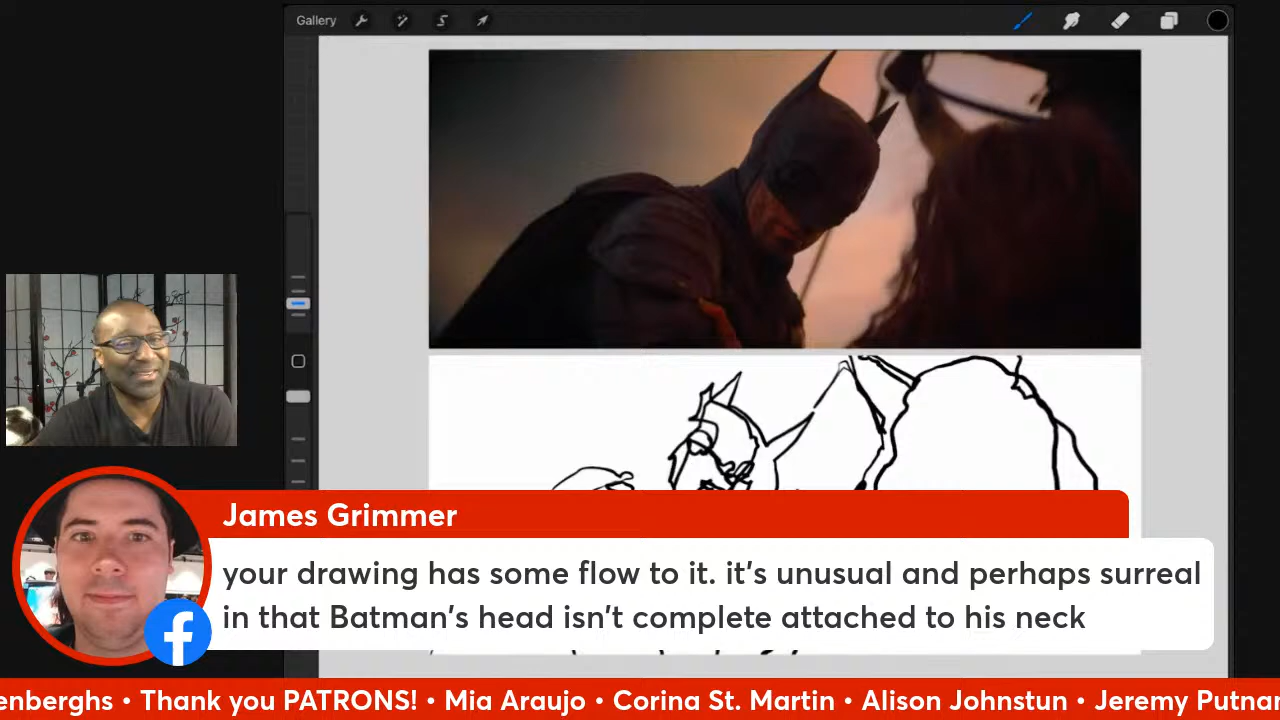 Gallery
James Grimmer
your drawing has some flow to it. it's unusual and perhaps surreal
in that Batman's head isn't complete attached to his neck
enberghs • Thank you PATRONS! • Mia Araujo • Corina St. Martin • Alison Johnstun • Jeremy Putnan